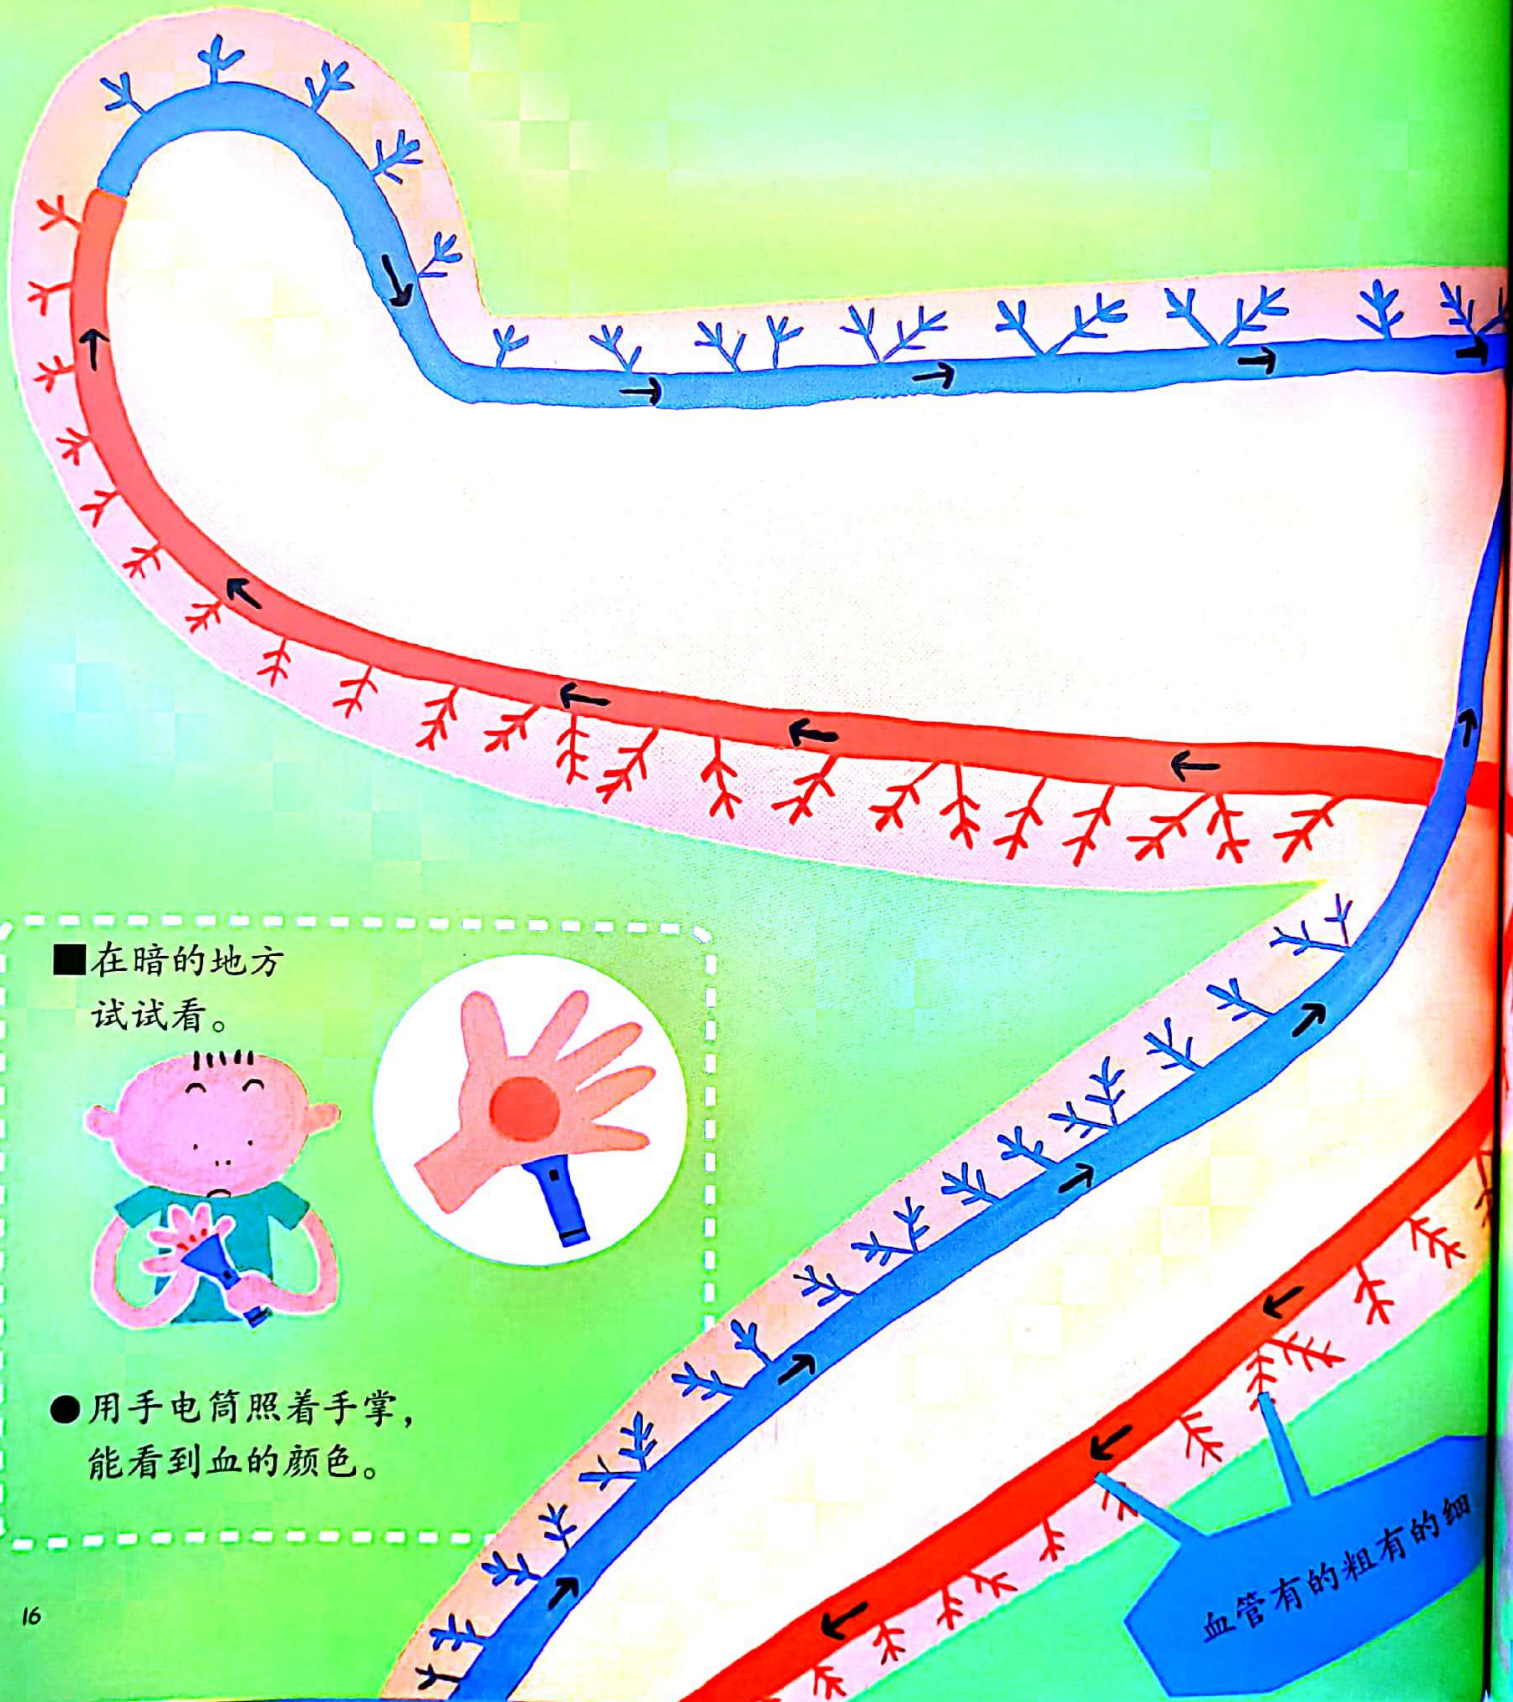 ■在暗的地方
试试看。
●用手电筒照着手掌，
能看到血的颜色。
血管有的粗有的细
16